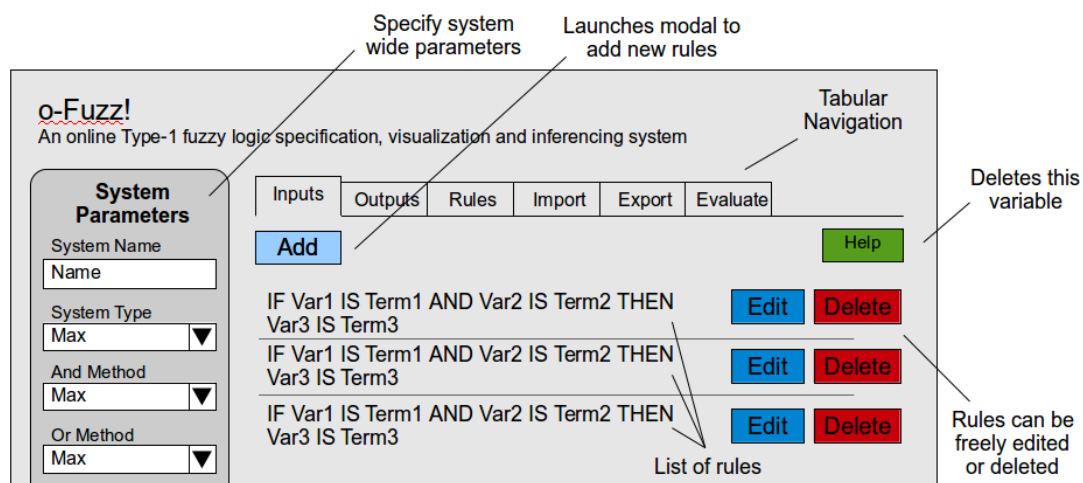 Specify system
wide parameters
Launches modal to
add new rules
o-Fuzz!
An online Type-1 fuzzy logic specification, visualization and inferencing system
Tabular
Navigation
System
Parameters
System Name
Name
System Type
Max
And Method
Max
Or Method
Max
Inputs
Outputs
Rules
Import
Export
Evaluate
Add
Help
Deletes this
variable
IF Var1 IS Term1 AND Var2 IS Term2 THEN
Var3 IS Term3
Edit
Delete
IF Var1 IS Term1 AND Var2 IS Term2 THEN
Var3 IS Term3
Edit
Delete
IF Var1 IS Term1 AND Var2 IS Term2 THEN
Var3 IS Term3
Edit
Delete
List of rules
Rules can be
freely edited
or deleted